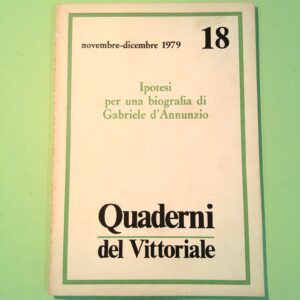 novembre-dicembre 1979 18
Ipotesi
per una biografia di
Gabriele d'Annunzio
Quaderni
del Vittoriale